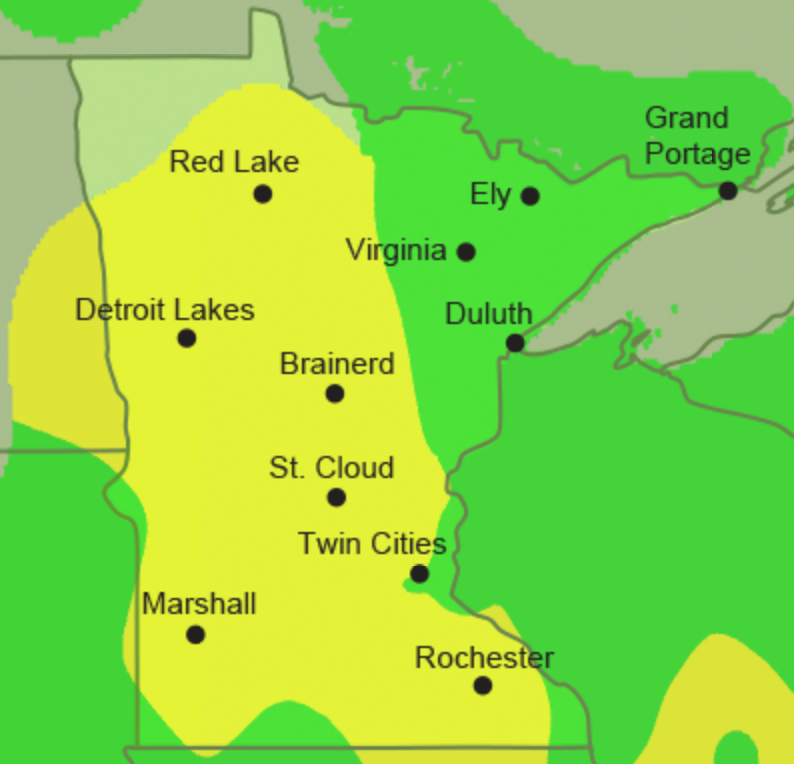 Grand
Portage
Red Lake
Ely
Virginia
Detroit Lakes
Duluth
Brainerd
St. Cloud
Twin Cities
Marshall
Rochester